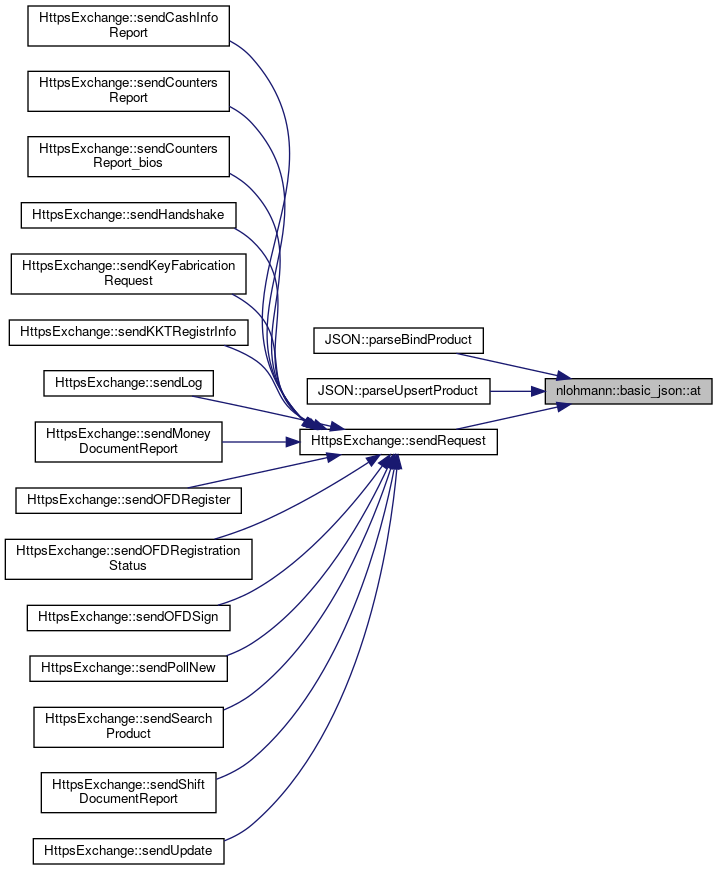 HttpsExchange::sendCashInfo
Report
HttpsExchange::sendCounters
Report
HttpsExchange::sendCounters
Report_bios
HttpsExchange::sendHandshake
HttpsExchange::sendKeyFabrication
Request
HttpsExchange::sendKKTRegistrInfo
HttpsExchange::sendLog
HttpsExchange::sendMoney
DocumentReport
HttpsExchange::sendOFDRegister
HttpsExchange::sendOFDRegistration
Status
HttpsExchange::sendOFDSign
HttpsExchange::sendPollNew
HttpsExchange::sendSearch
Product
HttpsExchange::sendShift
DocumentReport
HttpsExchange::sendUpdate
JSON::parseBindProduct
JSON::parseUpsertProduct
HttpsExchange::sendRequest
nlohmann::basic_json::at